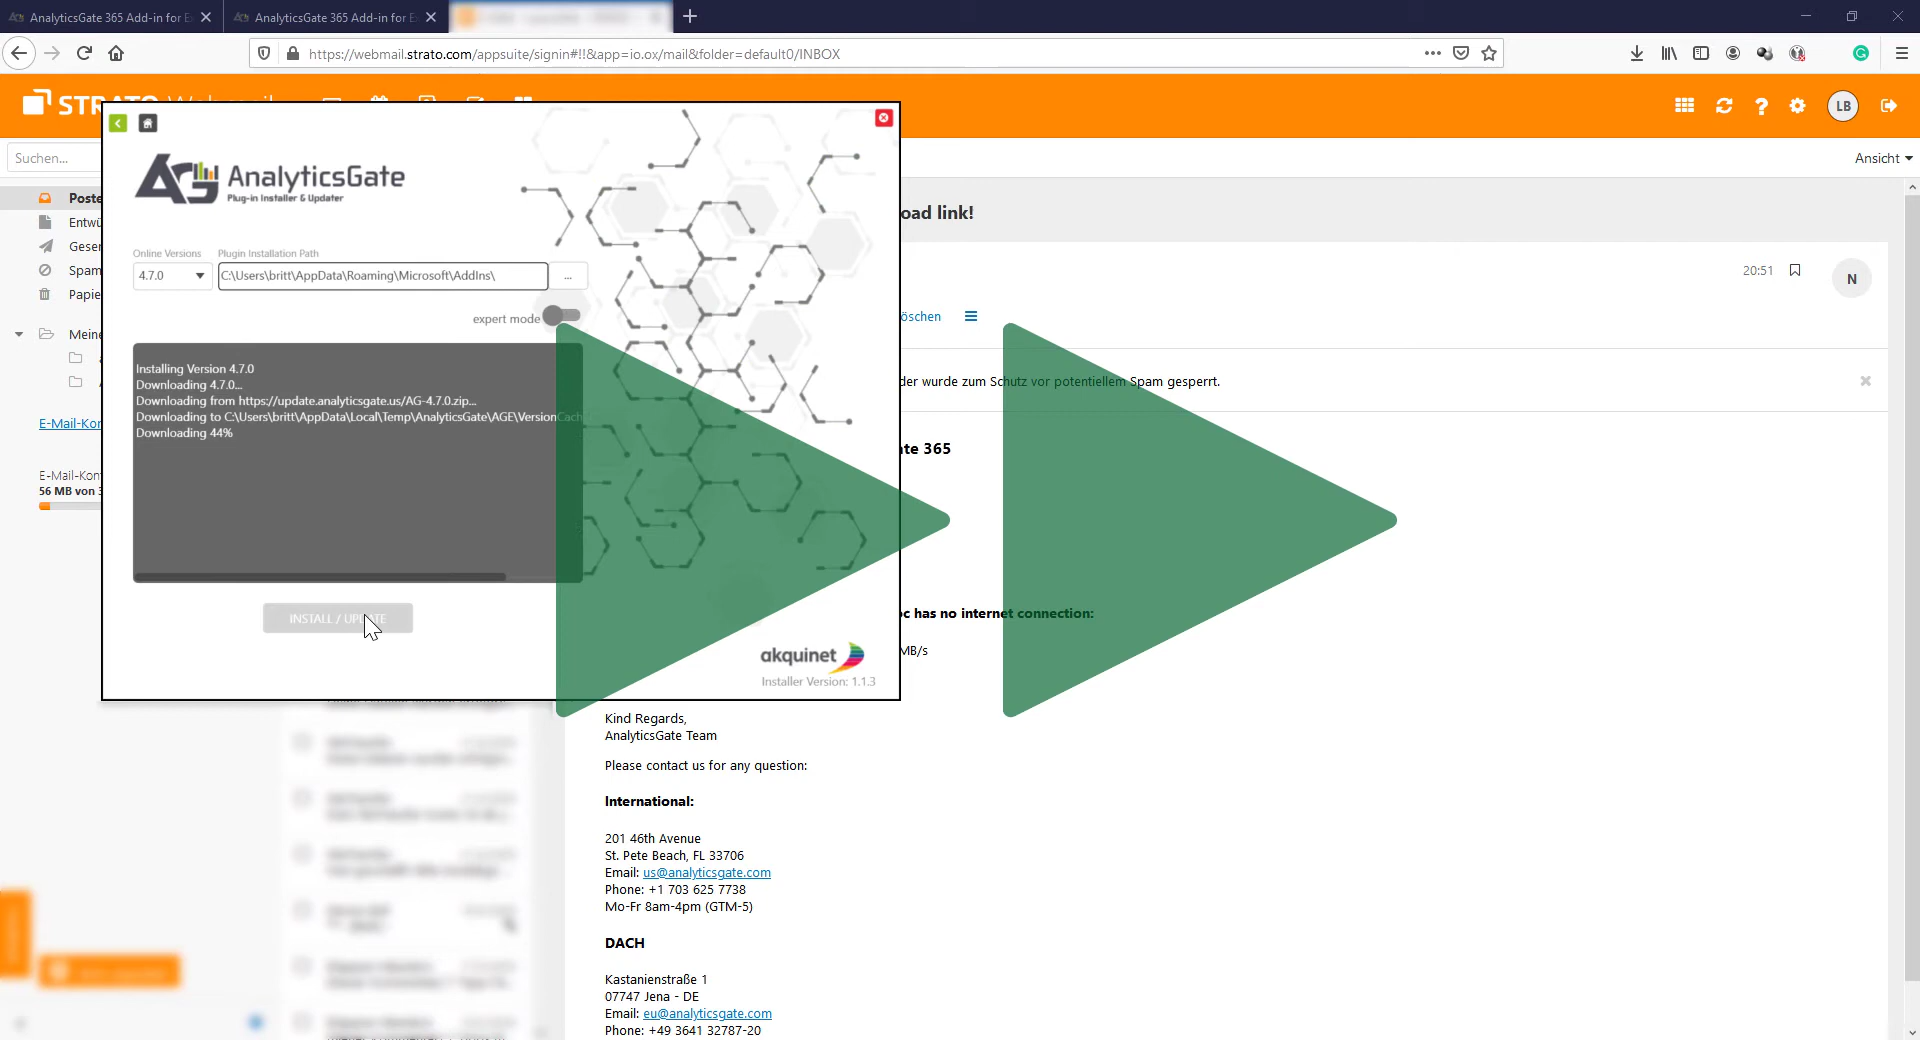 AnalyticsGate 365 Add-in for E
AnalyticsGate 365 Add-in for E
https://webmail.strato.com/appsuite/signin#!!&app=io.ox/mail&folder=default0/INBOX
LB
Suchen...
Ansicht
Poste
Entwü
Gesen
Spam
Papie
Meine
E-Mail-Kon
E-Mail-Kon
56 MB von 3
AG AnalyticsGate
Plug-in Installer & Updater
Online Versions
Plugin Installation Path
4.7.0
C:\Users\britt\AppData\Roaming\Microsoft\AddIns\
...
expert mode
Installing Version 4.7.0
Downloading 4.7.0...
Downloading from https://update.analyticsgate.us/AG-4.7.0.zip...
Downloading to C:\Users\britt\AppData\Local\Temp\AnalyticsGate\AGE\VersionCach
Downloading 44%
INSTALL / UPDATE
akquinet
Installer Version: 1.1.3
oad link!
20:51
N
öschen
der wurde zum Schutz vor potentiellem Spam gesperrt.
te 365
c has no internet connection:
MB/s
Kind Regards,
AnalyticsGate Team
Please contact us for any question:
International:
201 46th Avenue
St. Pete Beach, FL 33706
Email: us@analyticsgate.com
Phone: +1 703 625 7738
Mo-Fr 8am-4pm (GTM-5)
DACH
Kastanienstraße 1
07747 Jena - DE
Email: eu@analyticsgate.com
Phone: +49 3641 32787-20